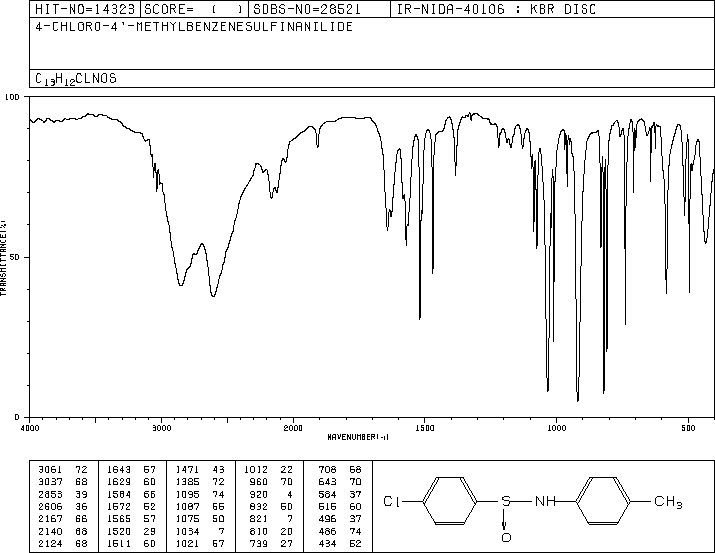 HIT-NO=14323 SCORE= ( ) SDBS-NO=28521 IR-NIDA-40106 : KBR DISC
4-CHLORO-4'-METHYLBENZENESULFINANILIDE
C13H12CLNOS
100
TRANSMITTANCE(%)
50
0
4000 3000 2000 1500 1000 500
WAVENUMBER(-1)
3061 72 1643 57 1471 43 1012 22 708 68
3037 68 1629 60 1385 72 960 70 643 70
2853 39 1584 66 1095 74 920 4 584 37
2606 36 1572 52 1087 55 832 50 515 60
2167 66 1565 57 1075 50 821 7 496 37
2140 68 1520 29 1034 7 810 20 486 74
2124 68 1511 60 1021 57 739 27 434 52
Cl S NH CH3
O